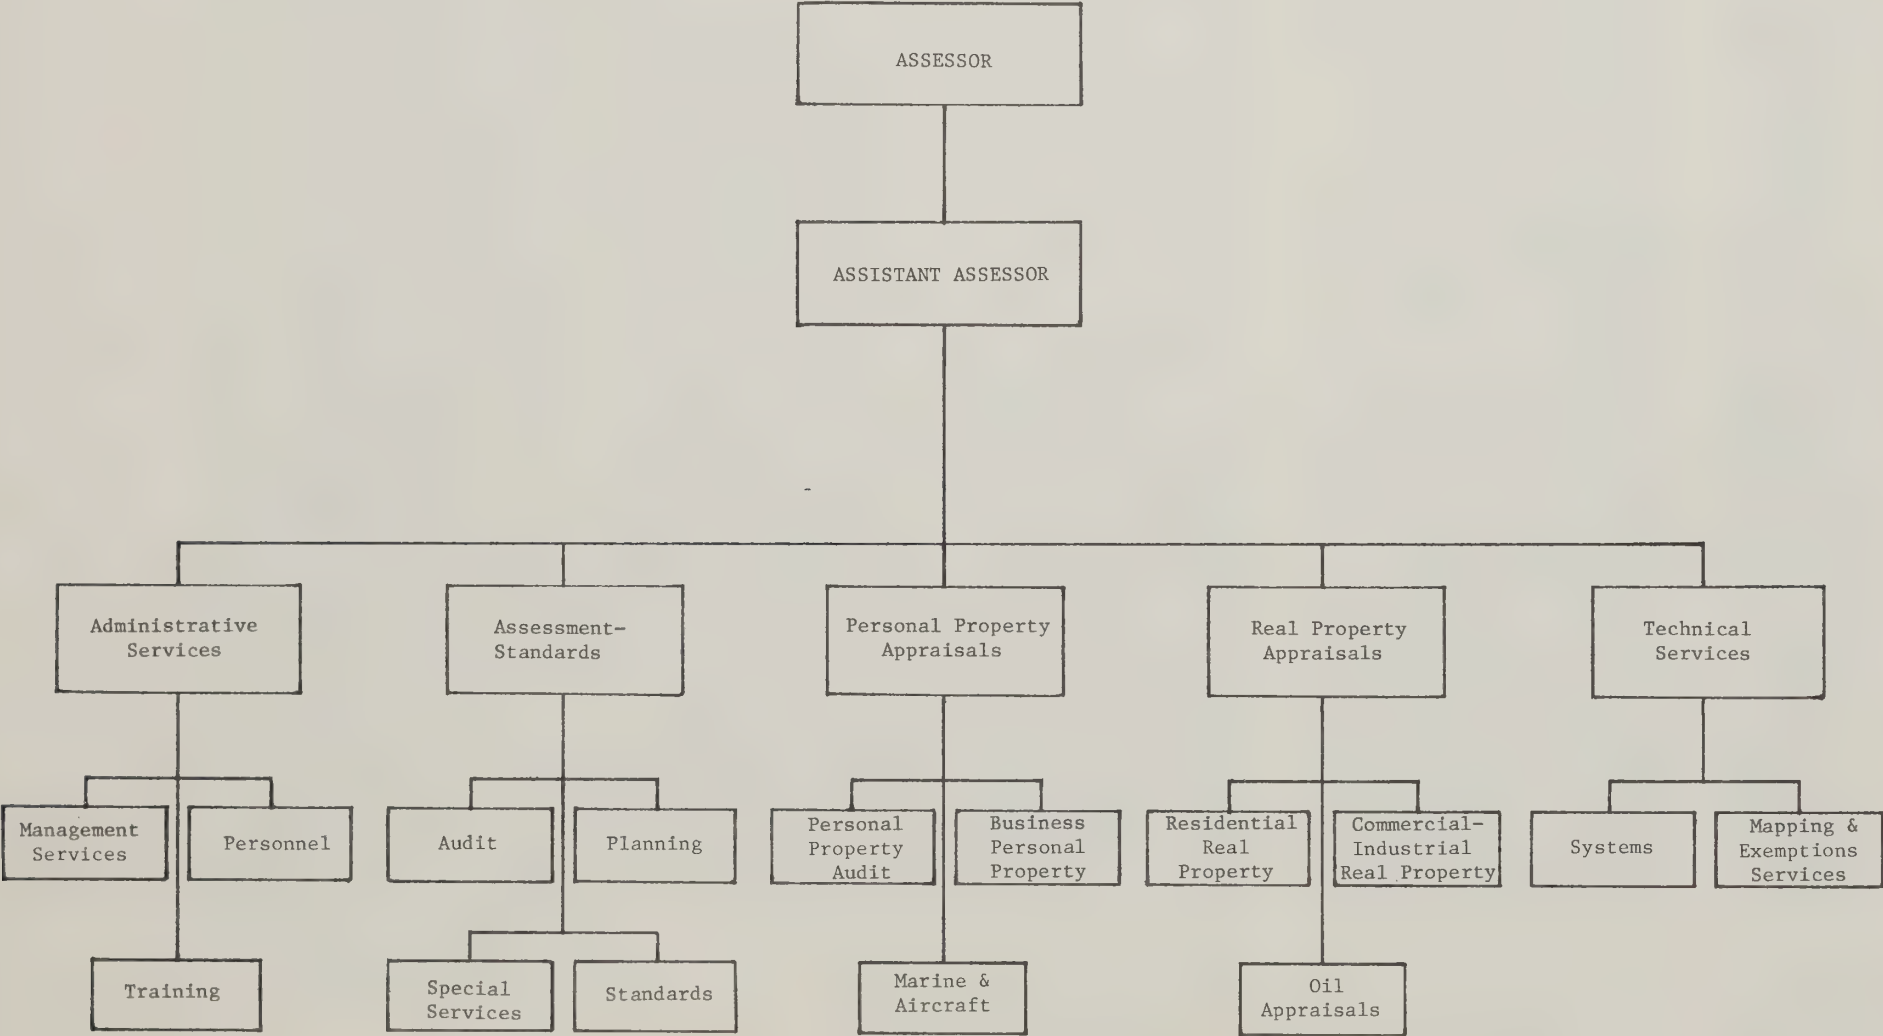 ASSESSOR
ASSISTANT ASSESSOR
Administrative
Services
Assessment-
Standards
Personal Property
Appraisals
Real Property
Appraisals
Technical
Services
Management
Services
Personnel
Audit
Planning
Personal
Property
Audit
Business
Personal
Property
Residential
Real
Property
Commercial-
Industrial
Real Property
Systems
Mapping &
Exemptions
Services
Training
Special
Services
Standards
Marine &
Aircraft
Oil
Appraisals